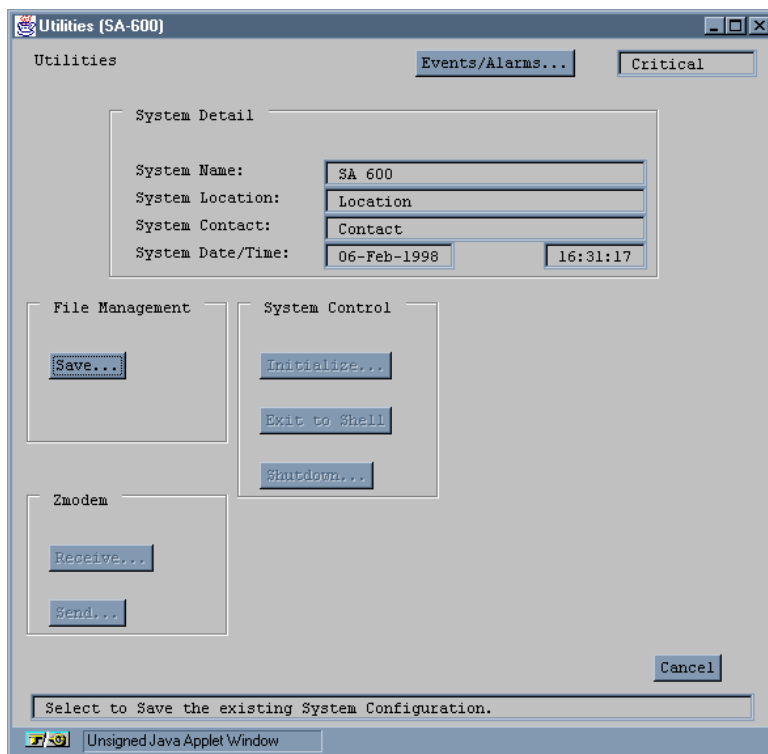 Utilities (SA-600)
Utilities
Events/Alarms...
Critical
System Detail
System Name: SA 600
System Location: Location
System Contact: Contact
System Date/Time: 06-Feb-1998 16:31:17
File Management
System Control
Save...
Initialize...
Exit to Shell
Shutdown...
Zmodem
Receive...
Send...
Cancel
Select to Save the existing System Configuration.
Unsigned Java Applet Window